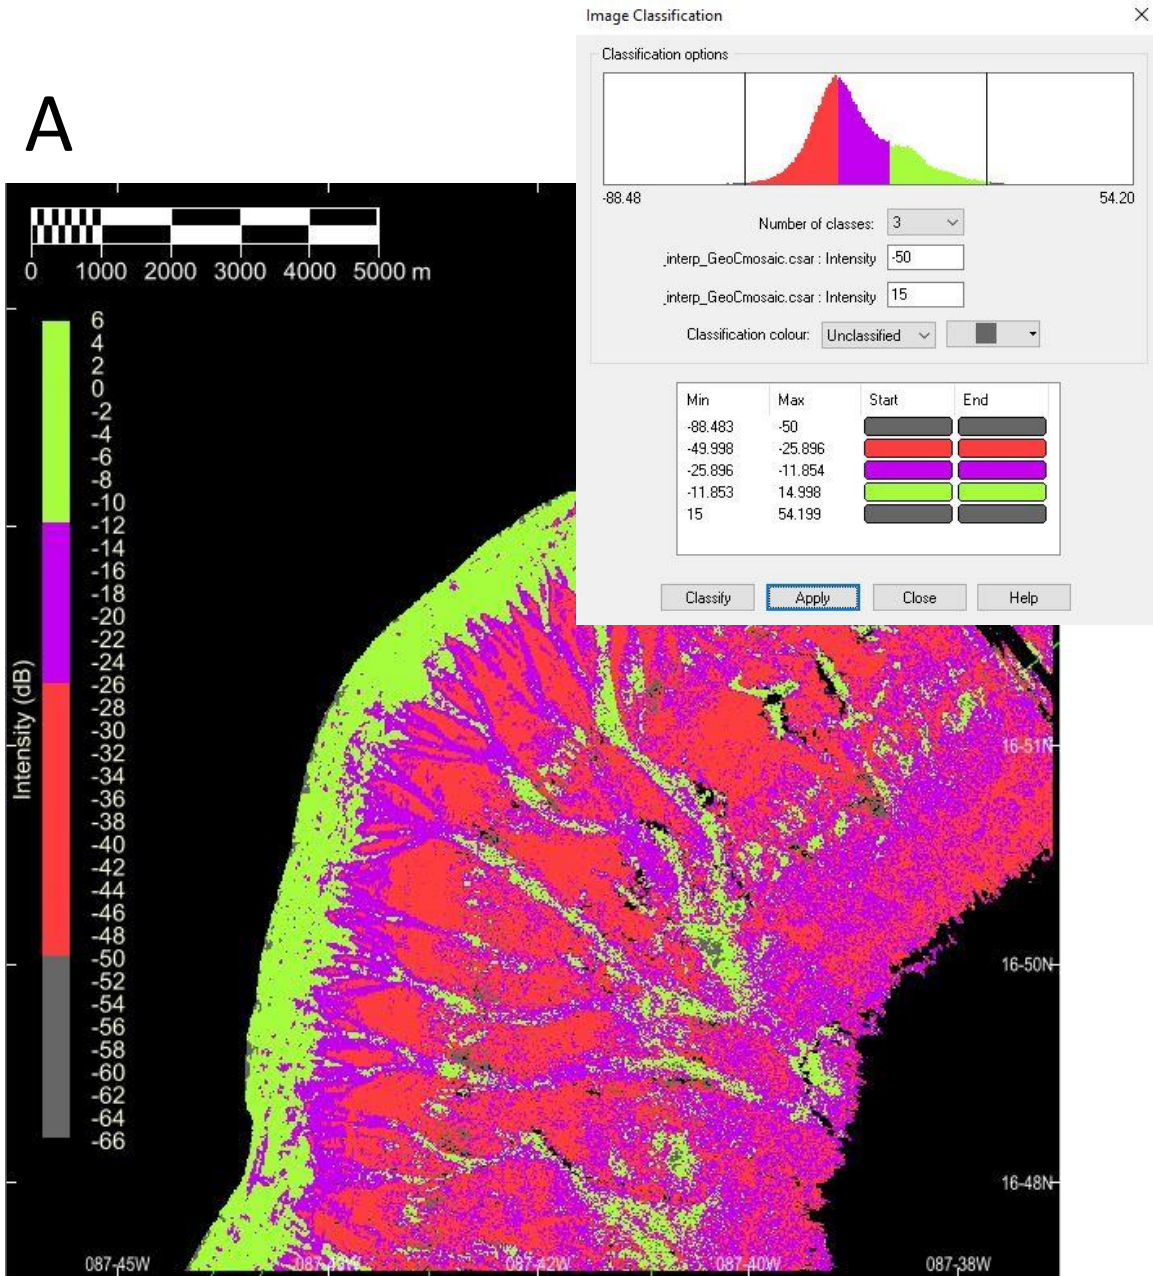 A
Image Classification
Classification options
-88.48 54.20
Number of classes: 3
_interp_GeoCmosaic.csar : Intensity -50
_interp_GeoCmosaic.csar : Intensity 15
Classification colour: Unclassified
Min Max Start End
-88.483 -50
-49.998 -25.896
-25.896 -11.854
-11.853 14.998
15 54.199
Classify Apply Close Help
0 1000 2000 3000 4000 5000 m
Intensity (dB)
6
4
2
0
-2
-4
-6
-8
-10
-12
-14
-16
-18
-20
-22
-24
-26
-28
-30
-32
-34
-36
-38
-40
-42
-44
-46
-48
-50
-52
-54
-56
-58
-60
-62
-64
-66
16-51N
16-50N
16-48N
087-45W 087-42W 087-40W 087-38W